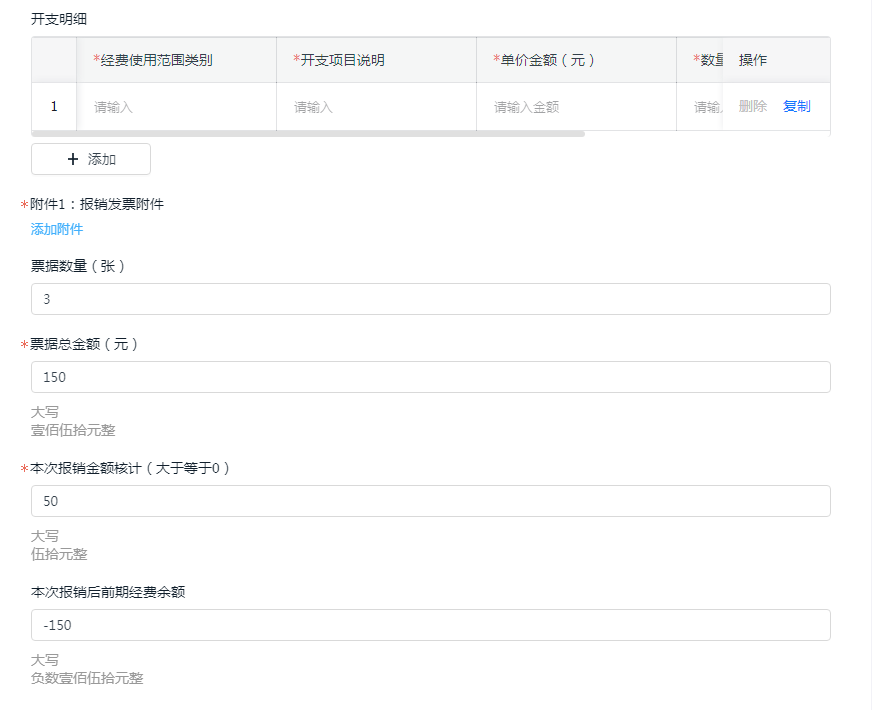 开支明细
*经费使用范围类别 *开支项目说明 *单价金额（元） *数量 操作
1 请输入 请输入 请输入金额 请输入 删除 复制
+ 添加
*附件1：报销发票附件
添加附件
票据数量（张）
3
*票据总金额（元）
150
大写
壹佰伍拾元整
*本次报销金额核计（大于等于0）
50
大写
伍拾元整
本次报销后前期经费余额
-150
大写
负数壹佰伍拾元整